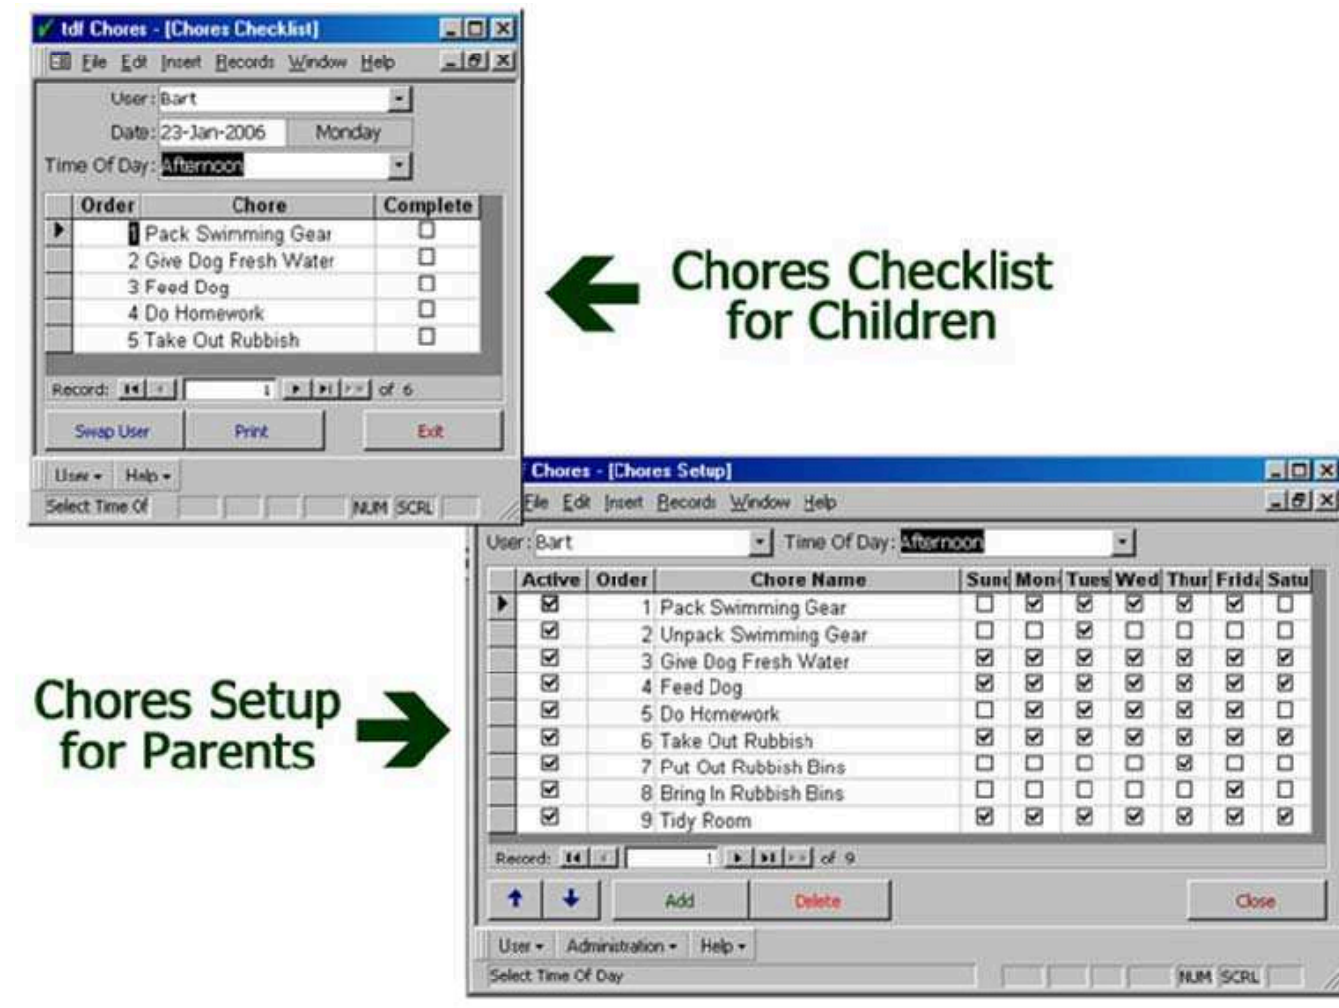 tdf Chores - [Chores Checklist]
File Edit Insert Records Window Help
User: Bart
Date: 23-Jan-2006 Monday
Time Of Day: Afternoon
Order Chore Complete
1 Pack Swimming Gear
2 Give Dog Fresh Water
3 Feed Dog
4 Do Homework
5 Take Out Rubbish
Record: 1 of 6
Swap User Print Exit
User Help
Select Time Of NUM SCRL
Chores Checklist
for Children
Chores Setup
for Parents
Chores - [Chores Setup]
File Edit Insert Records Window Help
User: Bart Time Of Day: Afternoon
Active Order Chore Name Sund Mon Tues Wed Thur Frida Satu
1 Pack Swimming Gear
2 Unpack Swimming Gear
3 Give Dog Fresh Water
4 Feed Dog
5 Do Homework
6 Take Out Rubbish
7 Put Out Rubbish Bins
8 Bring In Rubbish Bins
9 Tidy Room
Record: 1 of 9
Add Delete Close
User Administration Help
Select Time Of Day NUM SCRL